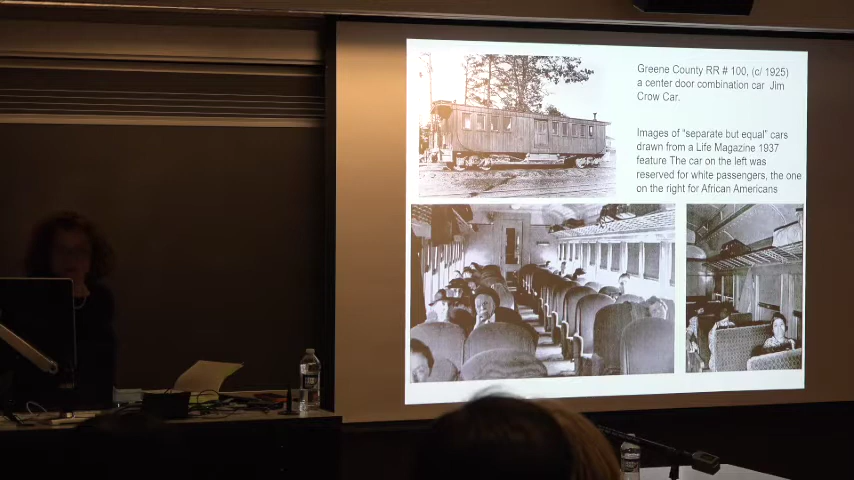 Greene County RR # 100, (c/ 1925)
a center door combination car Jim
Crow Car.
Images of "separate but equal" cars
drawn from a Life Magazine 1937
feature The car on the left was
reserved for white passengers, the one
on the right for African Americans